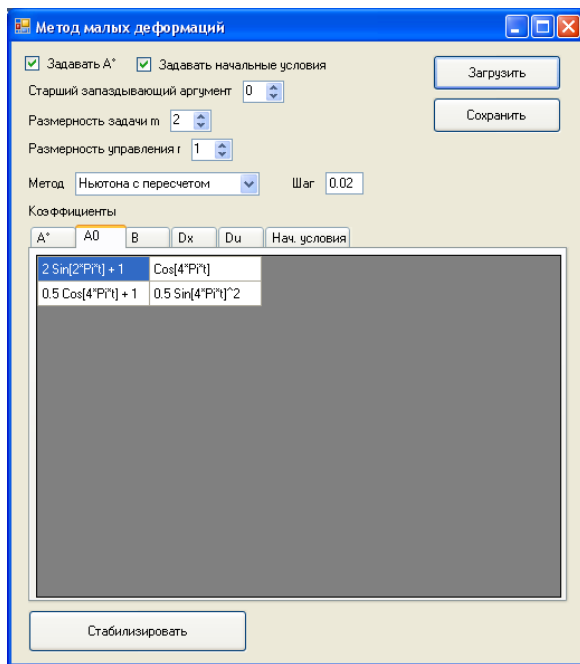 Метод малых деформаций
Задавать A* Задавать начальные условия
Загрузить
Старший запаздывающий аргумент 0
Сохранить
Размерность задачи m 2
Размерность управления r 1
Метод Ньютона с пересчетом Шаг 0.02
Коэффициенты
A* A0 B Dx Du Нач. условия
2 Sin[2*Pi*t] + 1 Cos[4*Pi*t]
0.5 Cos[4*Pi*t] + 1 0.5 Sin[4*Pi*t]^2
Стабилизировать